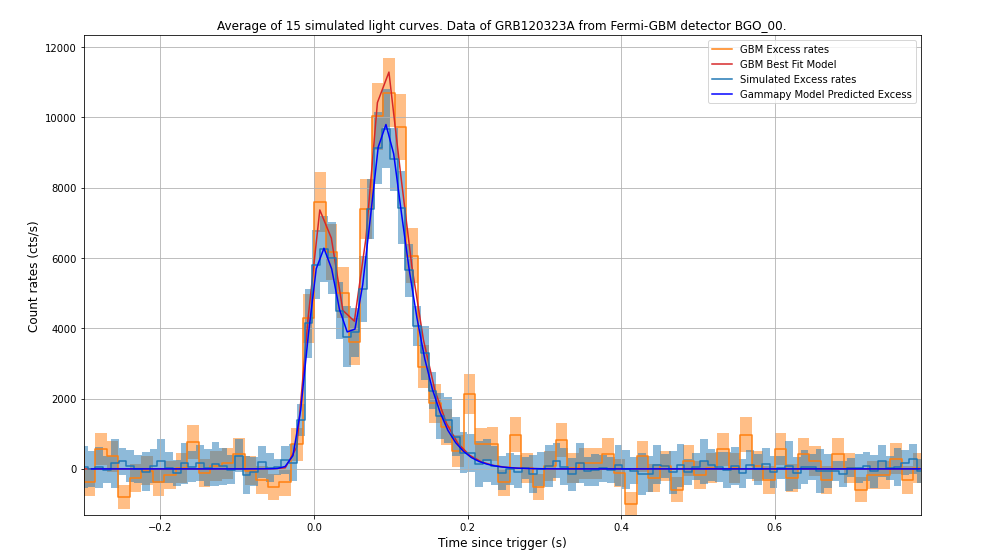 Average of 15 simulated light curves. Data of GRB120323A from Fermi-GBM detector BGO_00.
GBM Excess rates
GBM Best Fit Model
Simulated Excess rates
Gammapy Model Predicted Excess
Count rates (cts/s)
12000
10000
8000
6000
4000
2000
0
−0.2
0.0
0.2
0.4
0.6
Time since trigger (s)